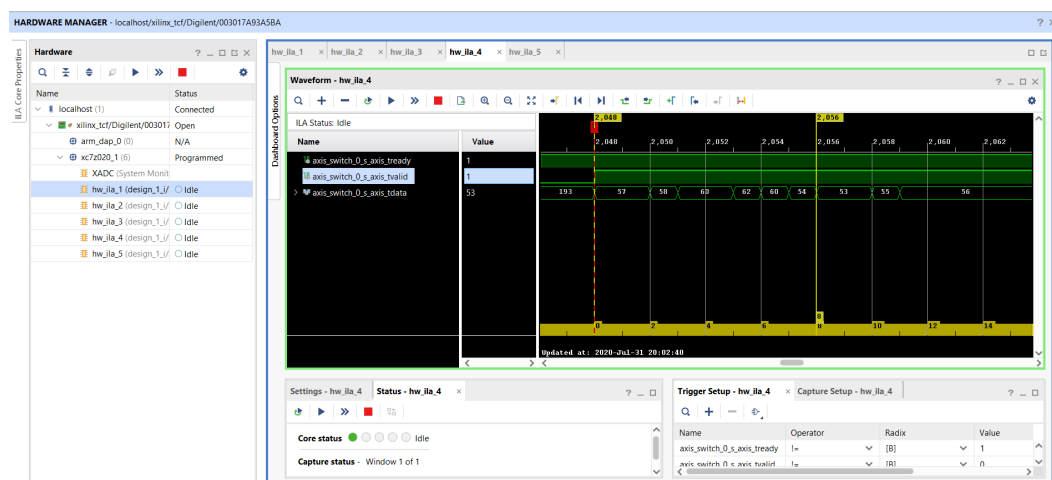 HARDWARE MANAGER - localhost/xilinx_tcf/Digilent/003017A93A5BA
ILA Core Properties
Hardware
Name Status
localhost (1) Connected
xilinx_tcf/Digilent/003017 Open
arm_dap_0 (0) N/A
xc7z020_1 (6) Programmed
XADC (System Monit
hw_ila_1 (design_1_i/ Idle
hw_ila_2 (design_1_i/ Idle
hw_ila_3 (design_1_i/ Idle
hw_ila_4 (design_1_i/ Idle
hw_ila_5 (design_1_i/ Idle
hw_ila_1 hw_ila_2 hw_ila_3 hw_ila_4 hw_ila_5
Dashboard Options
Waveform - hw_ila_4
ILA Status: Idle
Name Value
axis_switch_0_s_axis_tready 1
axis_switch_0_s_axis_tvalid 1
axis_switch_0_s_axis_tdata 53
2,048 2,056
2,048 2,050 2,052 2,054 2,056 2,058 2,060 2,062
193 57 58 60 62 60 54 53 55 56
8
0 2 4 6 8 10 12 14
Updated at: 2020-Jul-31 20:02:40
Settings - hw_ila_4 Status - hw_ila_4
Core status Idle
Capture status - Window 1 of 1
Trigger Setup - hw_ila_4 Capture Setup - hw_ila_4
Name Operator Radix Value
axis_switch_0_s_axis_tready != [B] 1
axis_switch_0_s_axis_tvalid != [B] 0